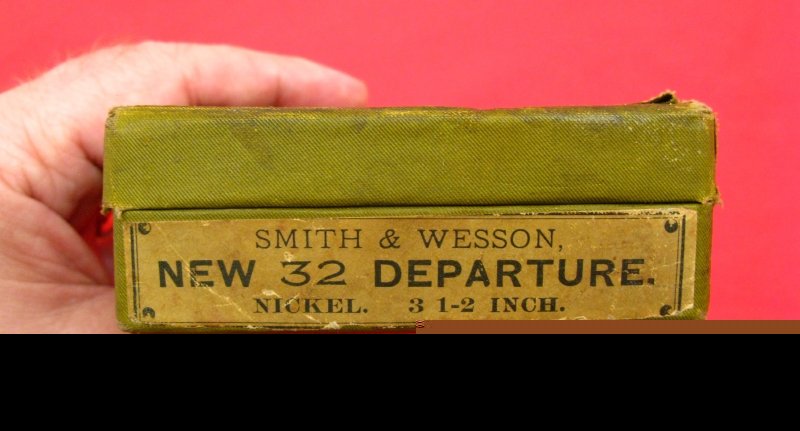 SMITH & WESSON,
NEW 32 DEPARTURE.
NICKEL. 3 1-2 INCH.